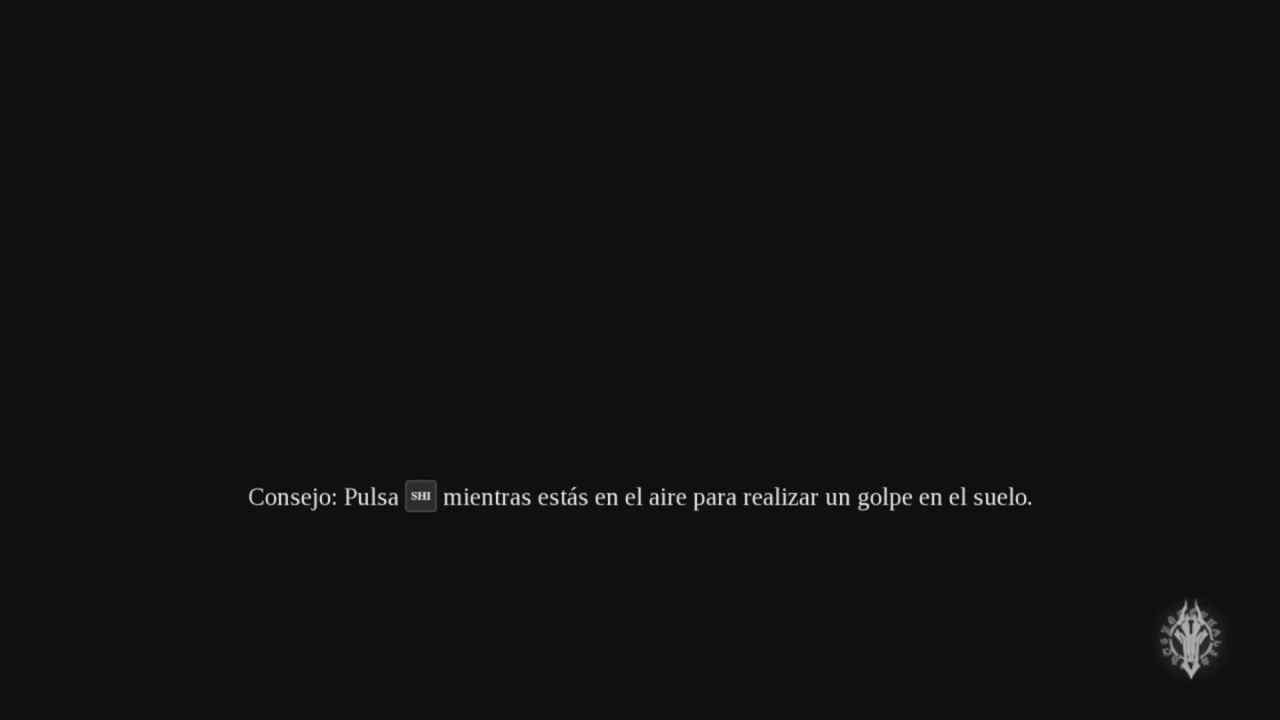 Consejo: Pulsa SHI mientras estás en el aire para realizar un golpe en el suelo.